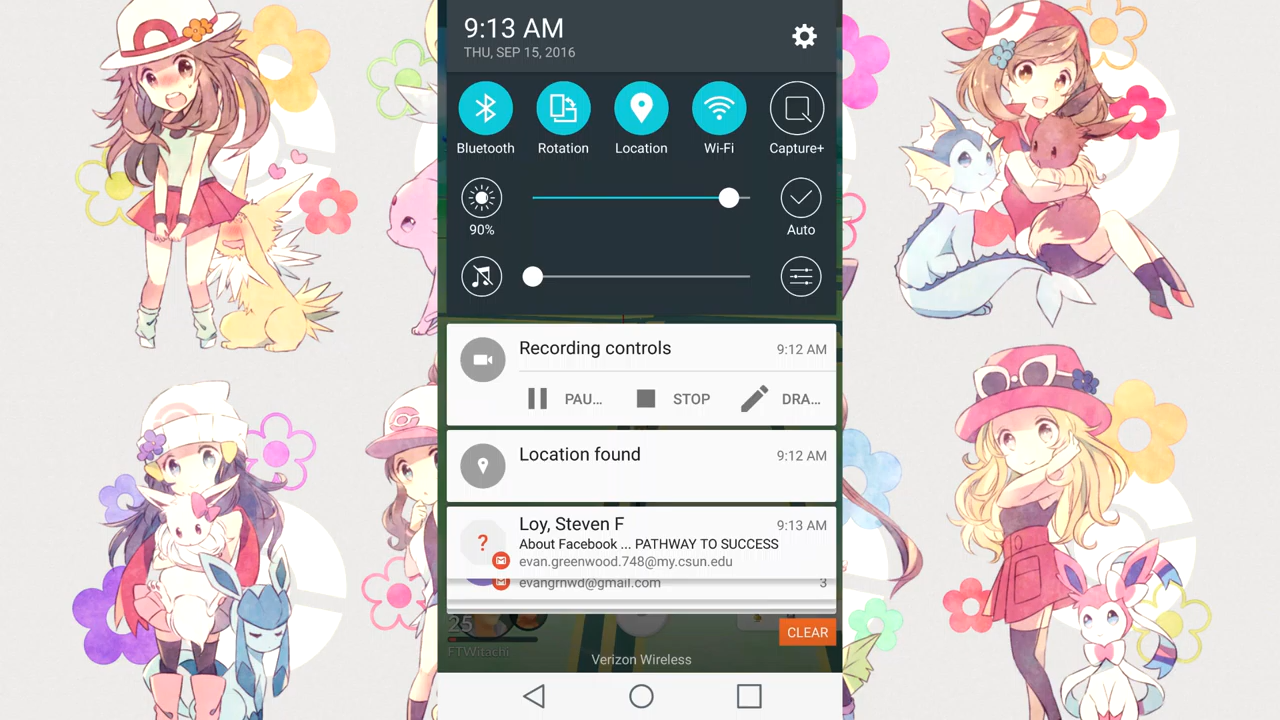 9:13 AM
THU, SEP 15, 2016
Bluetooth
Rotation
Location
Wi-Fi
Capture+
90%
Auto
Recording controls
9:12 AM
PAU...
STOP
DRA...
Location found
9:12 AM
Loy, Steven F
9:13 AM
About Facebook ... PATHWAY TO SUCCESS
evan.greenwood.748@my.csun.edu
evangrnwd@gmail.com
3
25
CLEAR
FTWitachi
Verizon Wireless